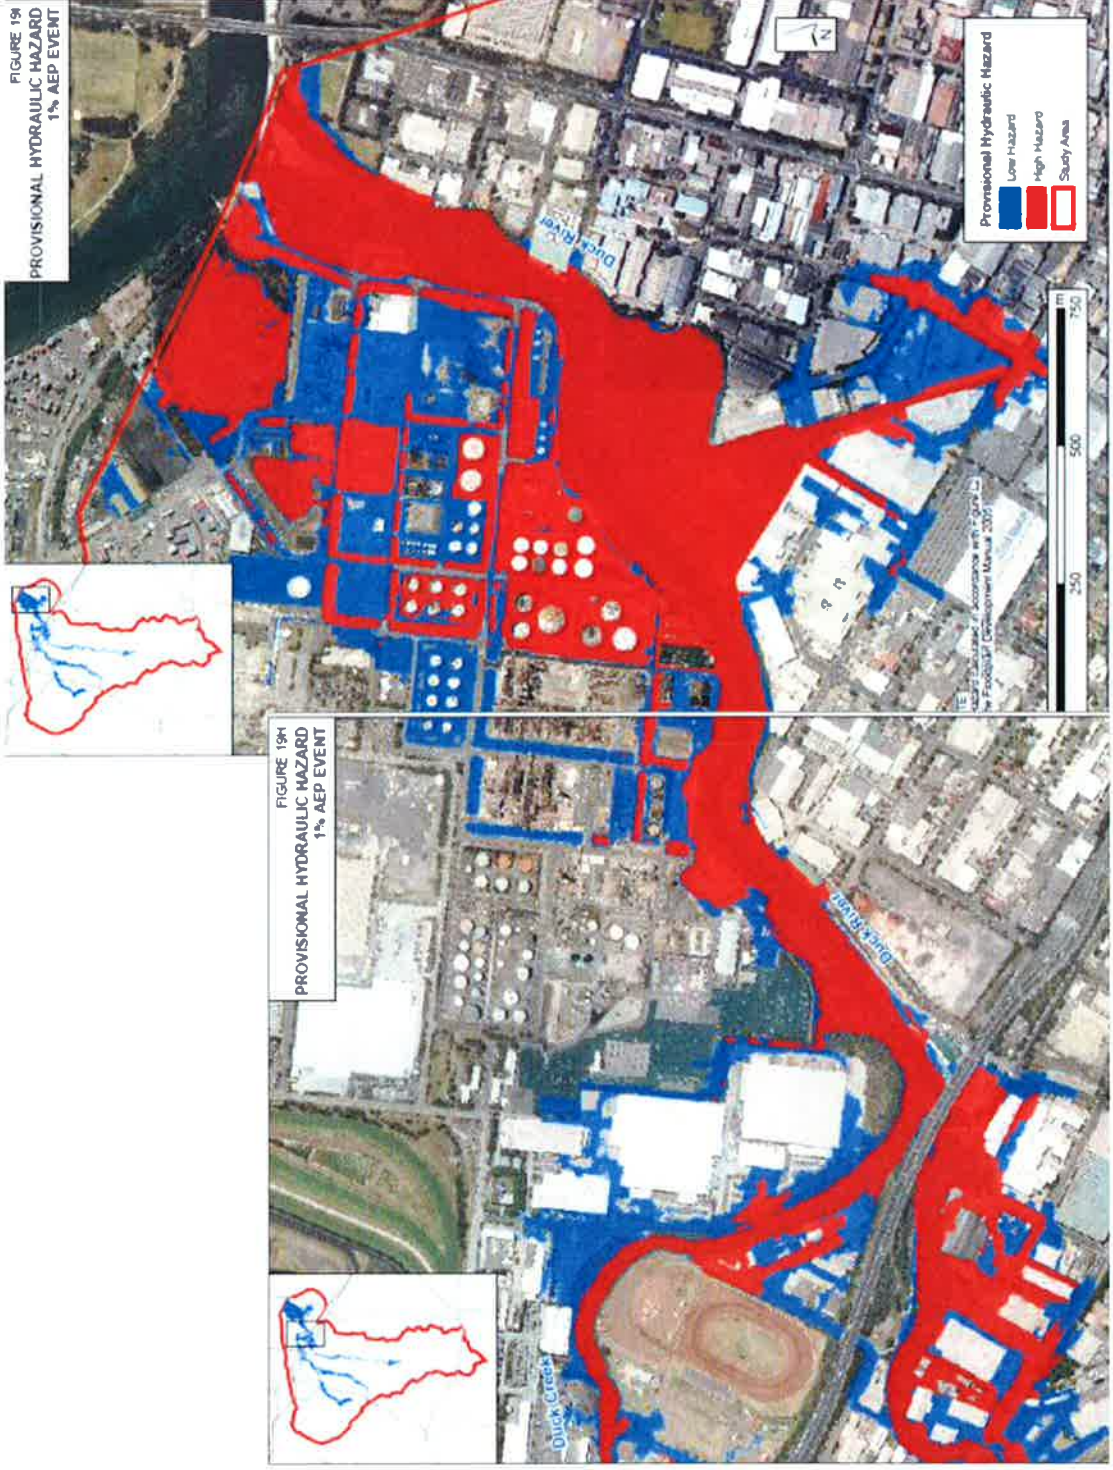 FIGURE 19I
PROVISIONAL HYDRAULIC HAZARD
1% AEP EVENT
N
Provisional Hydraulic Hazard
Low Hazard
High Hazard
Study Area
Duck River
250
500
750
m
FIGURE 19H
PROVISIONAL HYDRAULIC HAZARD
1% AEP EVENT
Duck River
Duck Creek